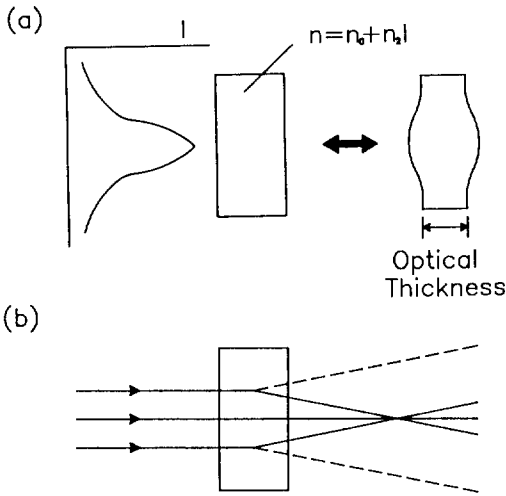 (a)
I
n=n₀+n₂I
Optical
Thickness
(b)